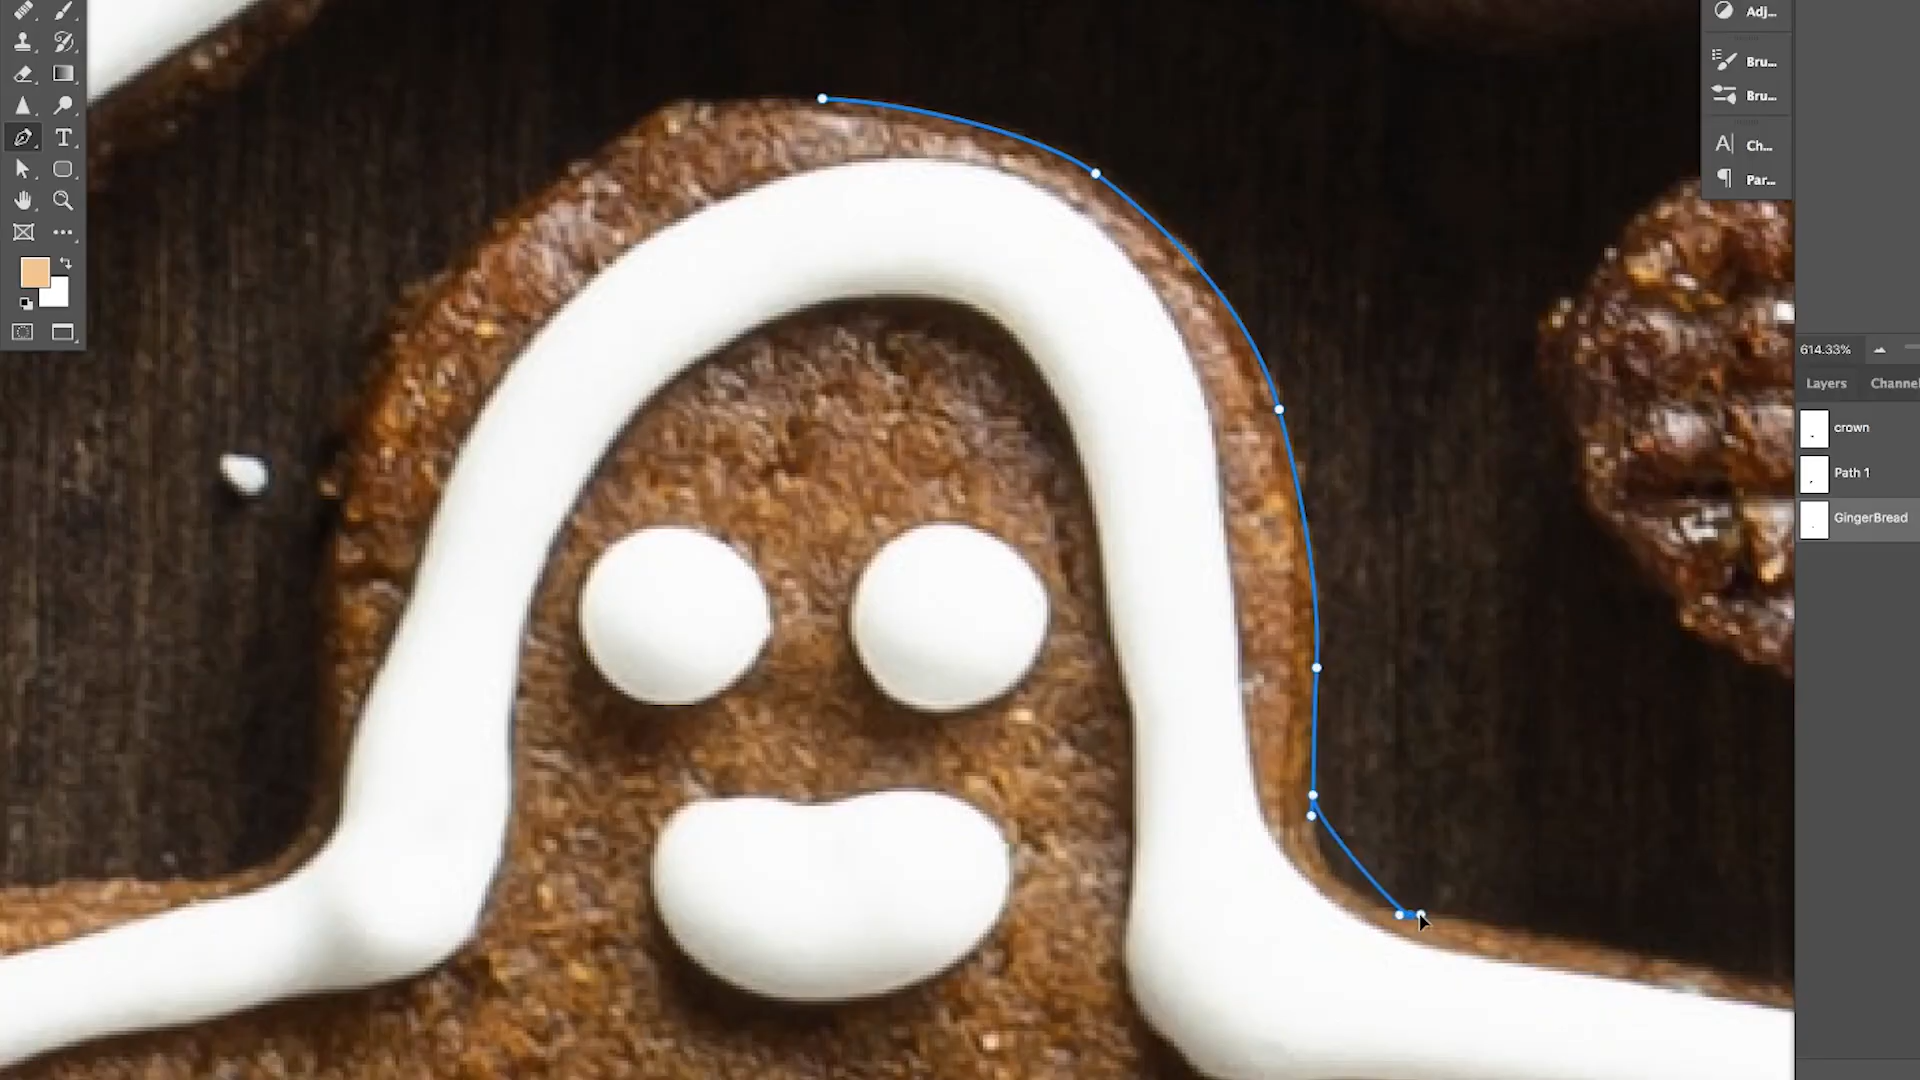 Adj...
Bru...
Bru...
Ch...
Par...
614.33%
Layers Channel
crown
Path 1
GingerBread